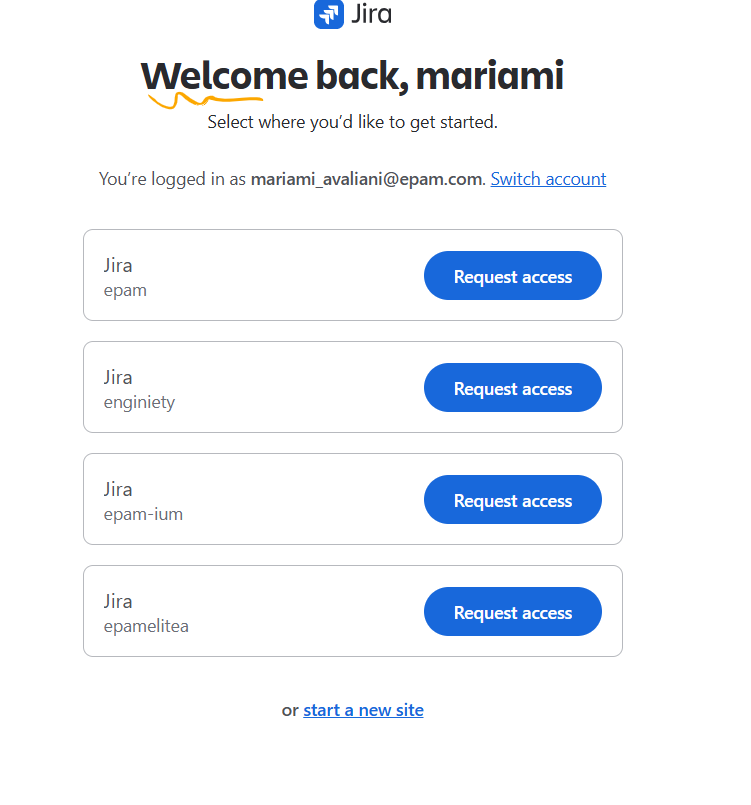 Jira
Welcome back, mariami
Select where you’d like to get started.
You’re logged in as mariami_avaliani@epam.com. Switch account
Jira
epam
Request access
Jira
enginiety
Request access
Jira
epam-ium
Request access
Jira
epamelitea
Request access
or start a new site